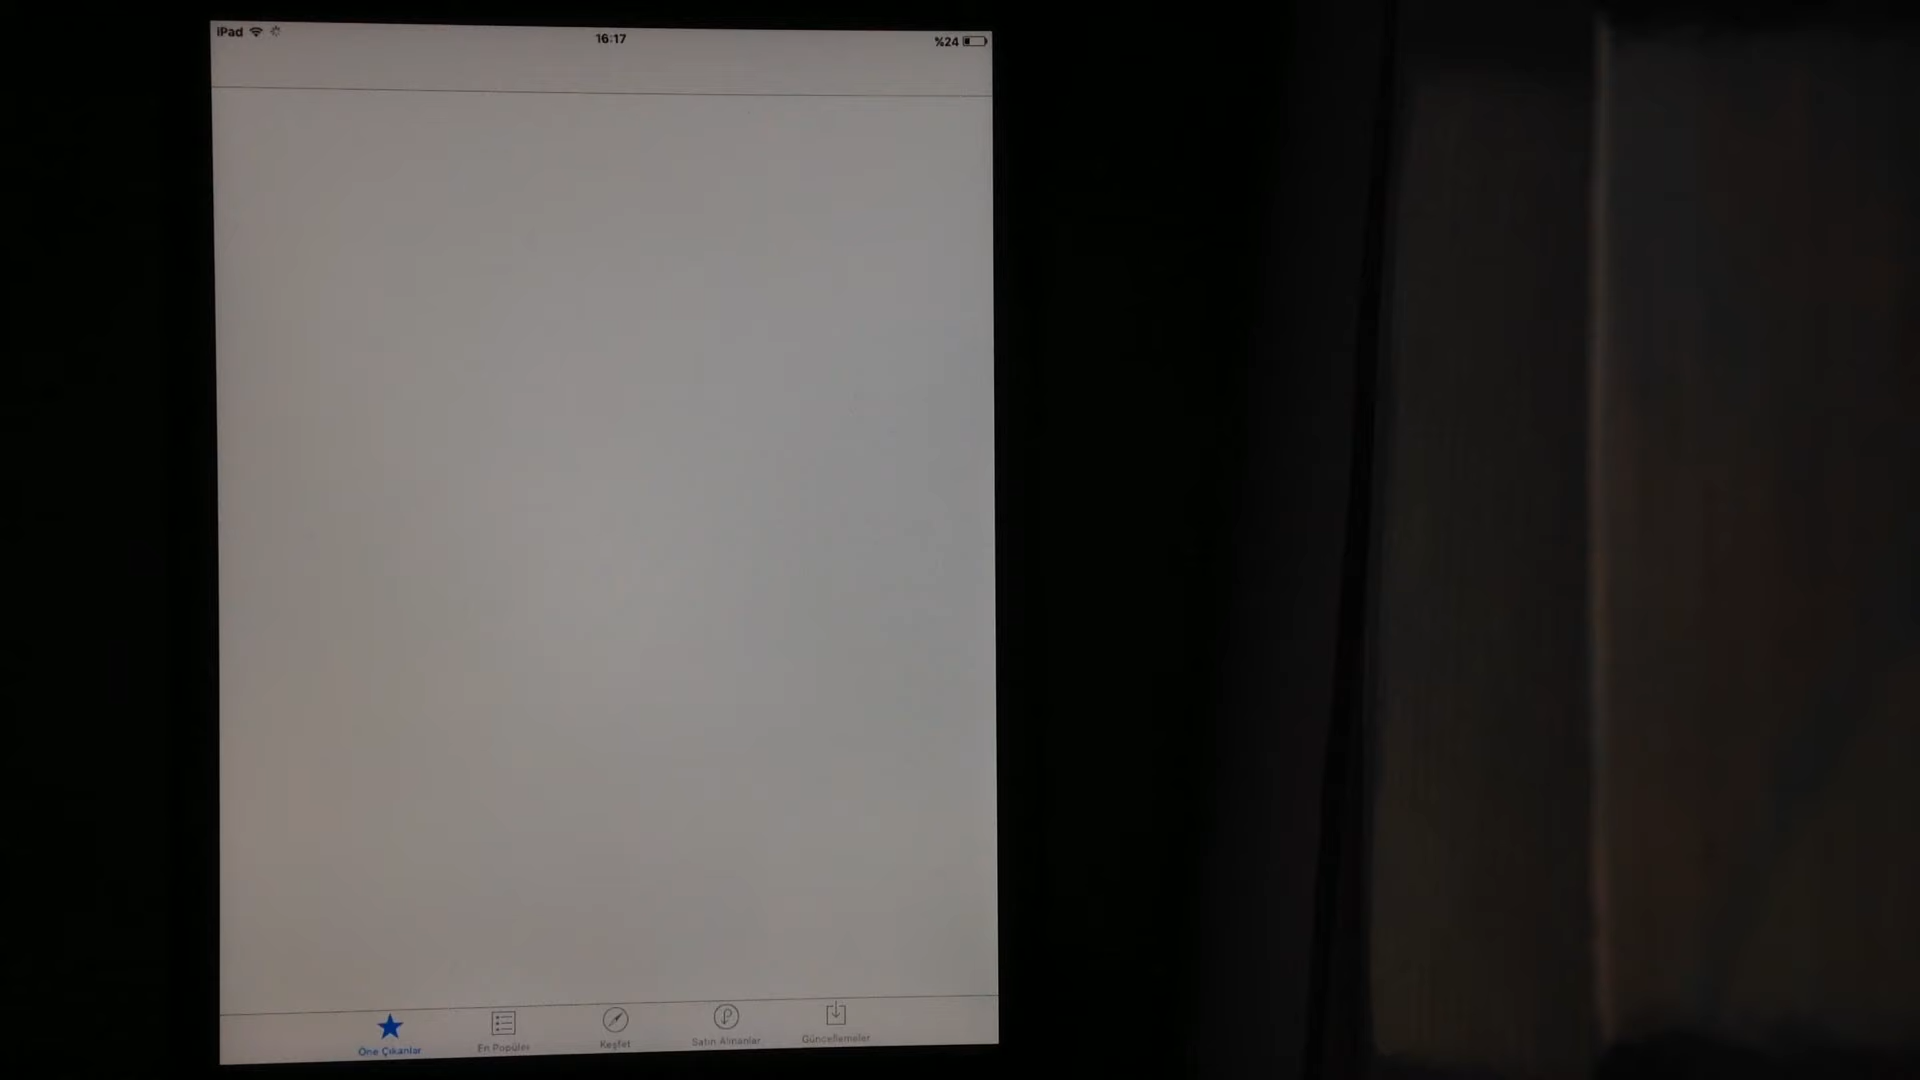 iPad 16:17 %24
Öne Çıkanlar En Popüler Keşfet Satın Alınanlar Güncellemeler